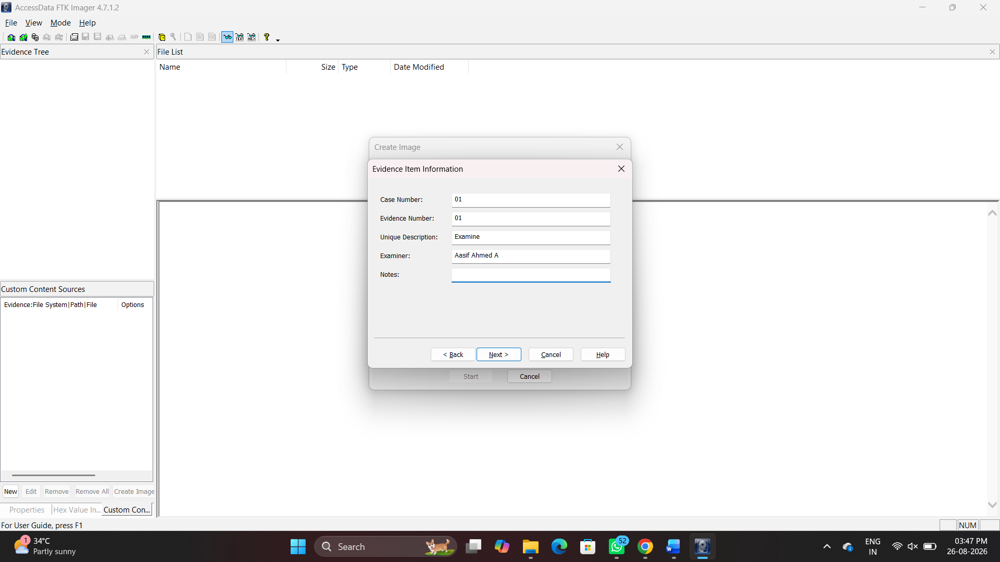 AccessData FTK Imager 4.7.1.2
File View Mode Help
TEXT HEX
Evidence Tree
File List
Name Size Type Date Modified
Create Image
Evidence Item Information
Case Number: 01
Evidence Number: 01
Unique Description: Examine
Examiner: Aasif Ahmed A
Notes:
< Back Next > Cancel Help
Start Cancel
Custom Content Sources
Evidence:File System|Path|File Options
New Edit Remove Remove All Create Image
Properties Hex Value In... Custom Con...
For User Guide, press F1
NUM
1
34°C
Partly sunny
Search
52
ENG
IN
03:47 PM
26-08-2026